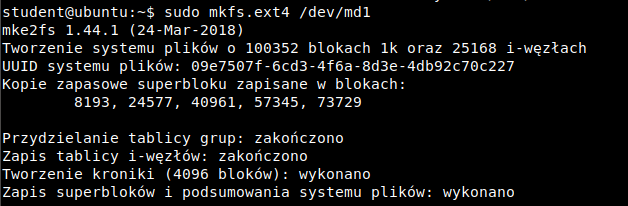 student@ubuntu:~$ sudo mkfs.ext4 /dev/md1
mke2fs 1.44.1 (24-Mar-2018)
Tworzenie systemu plików o 100352 blokach 1k oraz 25168 i-węzłach
UUID systemu plików: 09e7507f-6cd3-4f6a-8d3e-4db92c70c227
Kopie zapasowe superbloku zapisane w blokach:
8193, 24577, 40961, 57345, 73729
Przydzielanie tablicy grup: zakończono
Zapis tablicy i-węzłów: zakończono
Tworzenie kroniki (4096 bloków): wykonano
Zapis superbloków i podsumowania systemu plików: wykonano